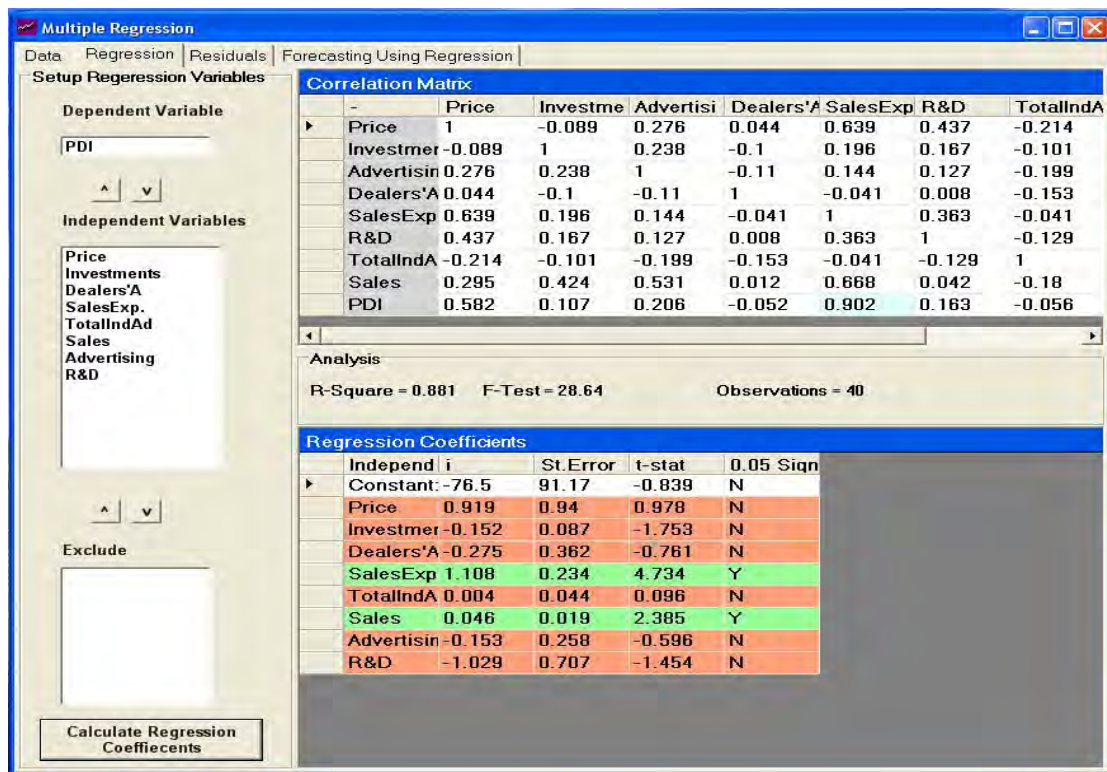 Multiple Regression
Data Regression Residuals Forecasting Using Regression
Setup Regeression Variables
Dependent Variable
PDI
^ v
Independent Variables
Price
Investments
Dealers'A
SalesExp.
TotalIndAd
Sales
Advertising
R&D
^ v
Exclude
Calculate Regression
Coeffiecents
Correlation Matrix
- Price Investme Advertisi Dealers'A SalesExp R&D TotalIndA
Price 1 -0.089 0.276 0.044 0.639 0.437 -0.214
Investmer -0.089 1 0.238 -0.1 0.196 0.167 -0.101
Advertisin 0.276 0.238 1 -0.11 0.144 0.127 -0.199
Dealers'A 0.044 -0.1 -0.11 1 -0.041 0.008 -0.153
SalesExp 0.639 0.196 0.144 -0.041 1 0.363 -0.041
R&D 0.437 0.167 0.127 0.008 0.363 1 -0.129
TotalIndA -0.214 -0.101 -0.199 -0.153 -0.041 -0.129 1
Sales 0.295 0.424 0.531 0.012 0.668 0.042 -0.18
PDI 0.582 0.107 0.206 -0.052 0.902 0.163 -0.056
Analysis
R-Square = 0.881 F-Test = 28.64 Observations = 40
Regression Coefficients
Independ i St.Error t-stat 0.05 Sign
Constant: -76.5 91.17 -0.839 N
Price 0.919 0.94 0.978 N
Investmer -0.152 0.087 -1.753 N
Dealers'A -0.275 0.362 -0.761 N
SalesExp 1.108 0.234 4.734 Y
TotalIndA 0.004 0.044 0.096 N
Sales 0.046 0.019 2.385 Y
Advertisin -0.153 0.258 -0.596 N
R&D -1.029 0.707 -1.454 N